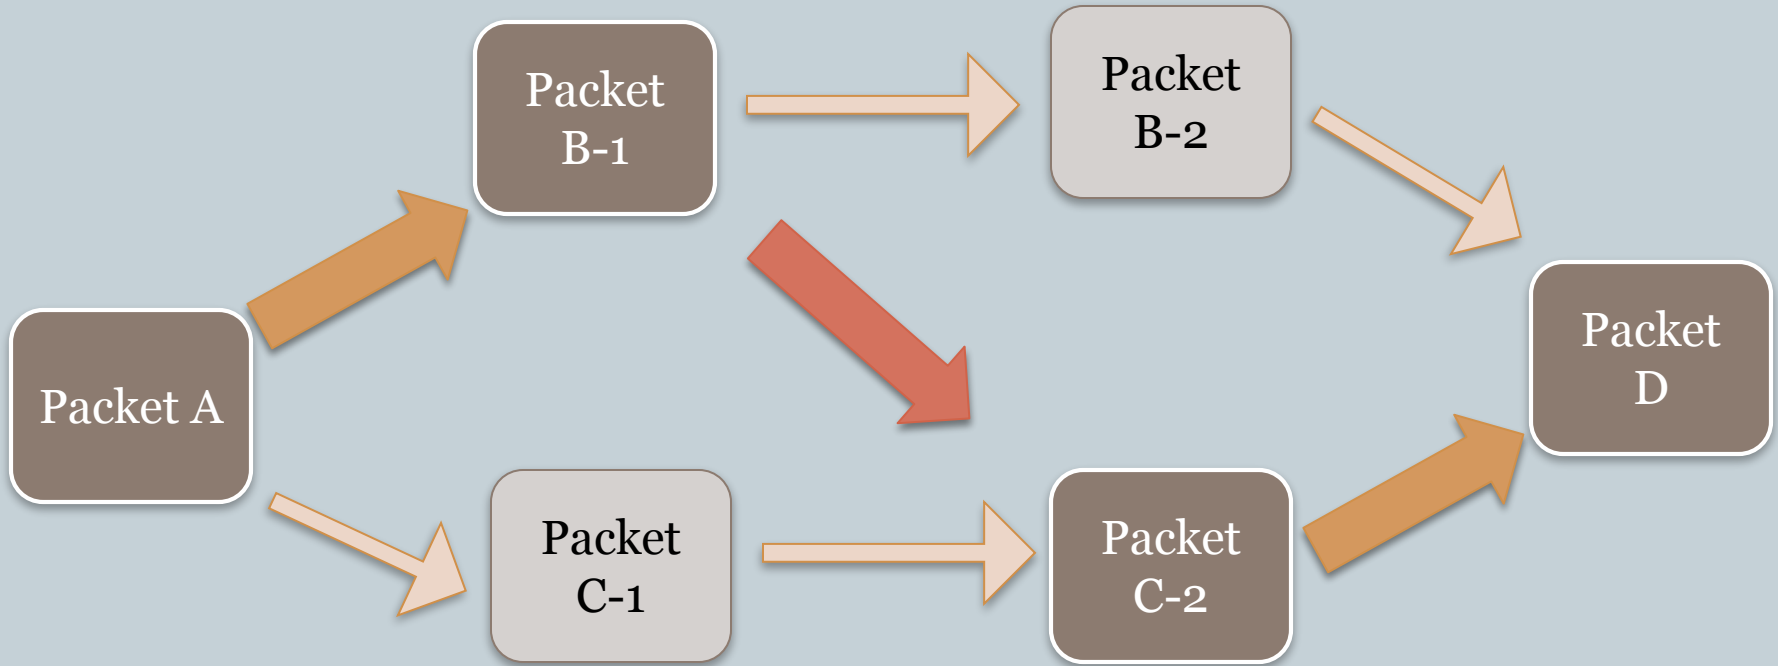 Packet
B-1
Packet
B-2
Packet A
Packet
D
Packet
C-1
Packet
C-2